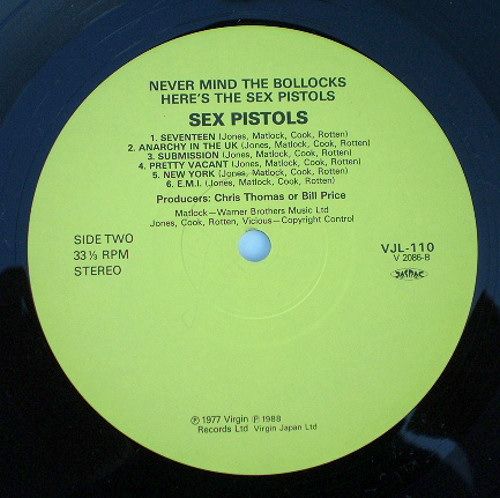 NEVER MIND THE BOLLOCKS
HERE'S THE SEX PISTOLS
SEX PISTOLS
1. SEVENTEEN (Jones, Matlock, Cook, Rotten)
2. ANARCHY IN THE UK (Jones, Matlock, Cook, Rotten)
3. SUBMISSION (Jones, Matlock, Cook, Rotten)
4. PRETTY VACANT (Jones, Matlock, Cook, Rotten)
5. NEW YORK (Jones, Matlock, Cook, Rotten)
6. E.M.I. (Jones, Matlock, Cook, Rotten)
Producers: Chris Thomas or Bill Price
Matlock—Warner Brothers Music Ltd
Jones, Cook, Rotten, Vicious—Copyright Control
SIDE TWO
33⅓ RPM
STEREO
VJL-110
V 2086-B
JASRAC
℗ 1977 Virgin ℗ 1988
Records Ltd Virgin Japan Ltd